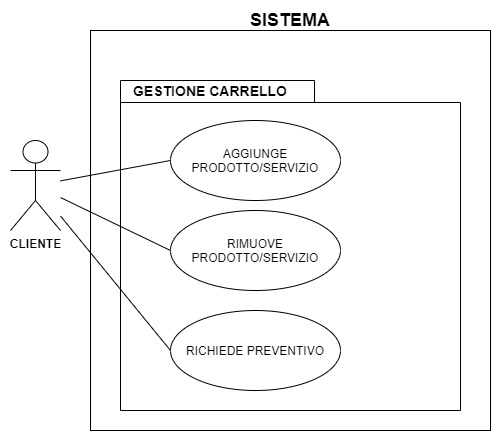 SISTEMA
GESTIONE CARRELLO
AGGIUNGE
PRODOTTO/SERVIZIO
CLIENTE
RIMUOVE
PRODOTTO/SERVIZIO
RICHIEDE PREVENTIVO